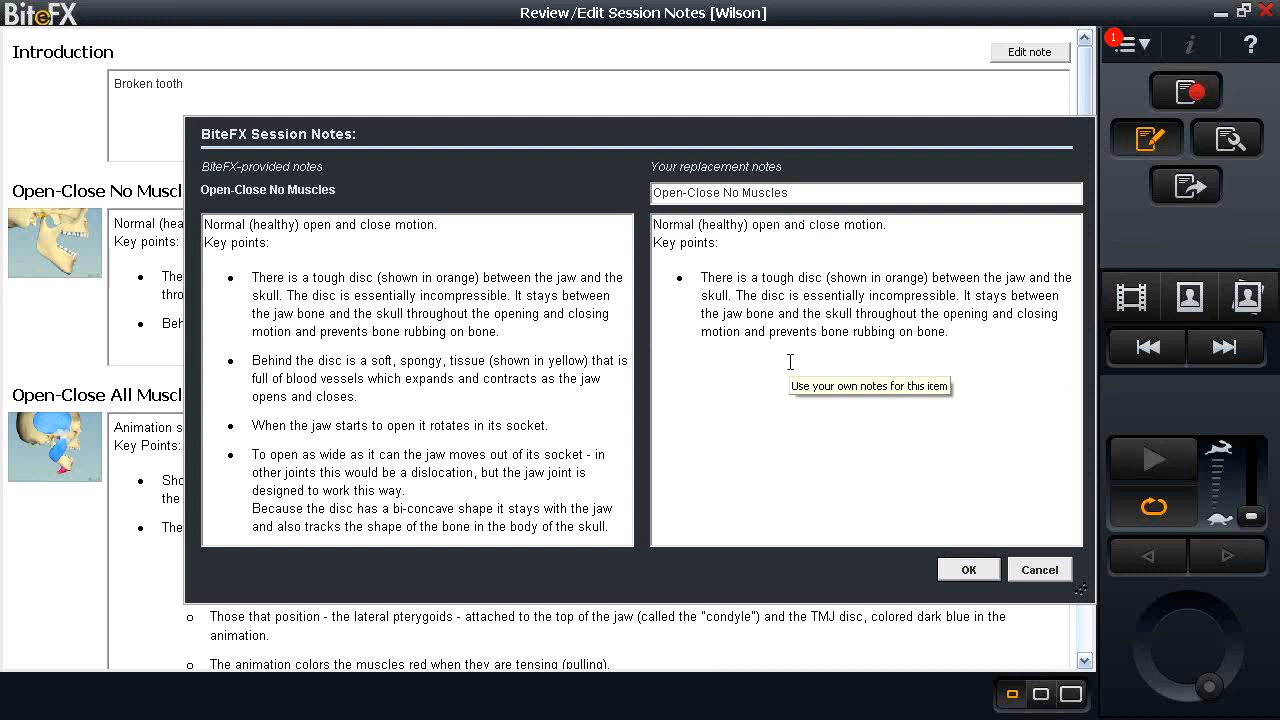 BiteFX
Review/Edit Session Notes [Wilson]
Introduction
Edit note
1
i
?
Broken tooth
BiteFX Session Notes:
BiteFX-provided notes
Your replacement notes
Open-Close No Muscles
Open-Close No Muscles
Normal (healthy) open and close motion.
Key points:
• There is a tough disc (shown in orange) between the jaw and the
skull. The disc is essentially incompressible. It stays between
the jaw bone and the skull throughout the opening and closing
motion and prevents bone rubbing on bone.
• Behind the disc is a soft, spongy, tissue (shown in yellow) that is
full of blood vessels which expands and contracts as the jaw
opens and closes.
• When the jaw starts to open it rotates in its socket.
• To open as wide as it can the jaw moves out of its socket - in
other joints this would be a dislocation, but the jaw joint is
designed to work this way.
Because the disc has a bi-concave shape it stays with the jaw
and also tracks the shape of the bone in the body of the skull.
Normal (healthy) open and close motion.
Key points:
• There is a tough disc (shown in orange) between the jaw and the
skull. The disc is essentially incompressible. It stays between
the jaw bone and the skull throughout the opening and closing
motion and prevents bone rubbing on bone.
Use your own notes for this item
OK
Cancel
Open-Close No Muscl
Normal (hea
Key points:
• The
thro
• Beh
Open-Close All Muscl
Animation s
Key Points:
• Sho
the
• The
o Those that position - the lateral pterygoids - attached to the top of the jaw (called the "condyle") and the TMJ disc, colored dark blue in the
animation.
o The animation colors the muscles red when they are tensing (pulling).